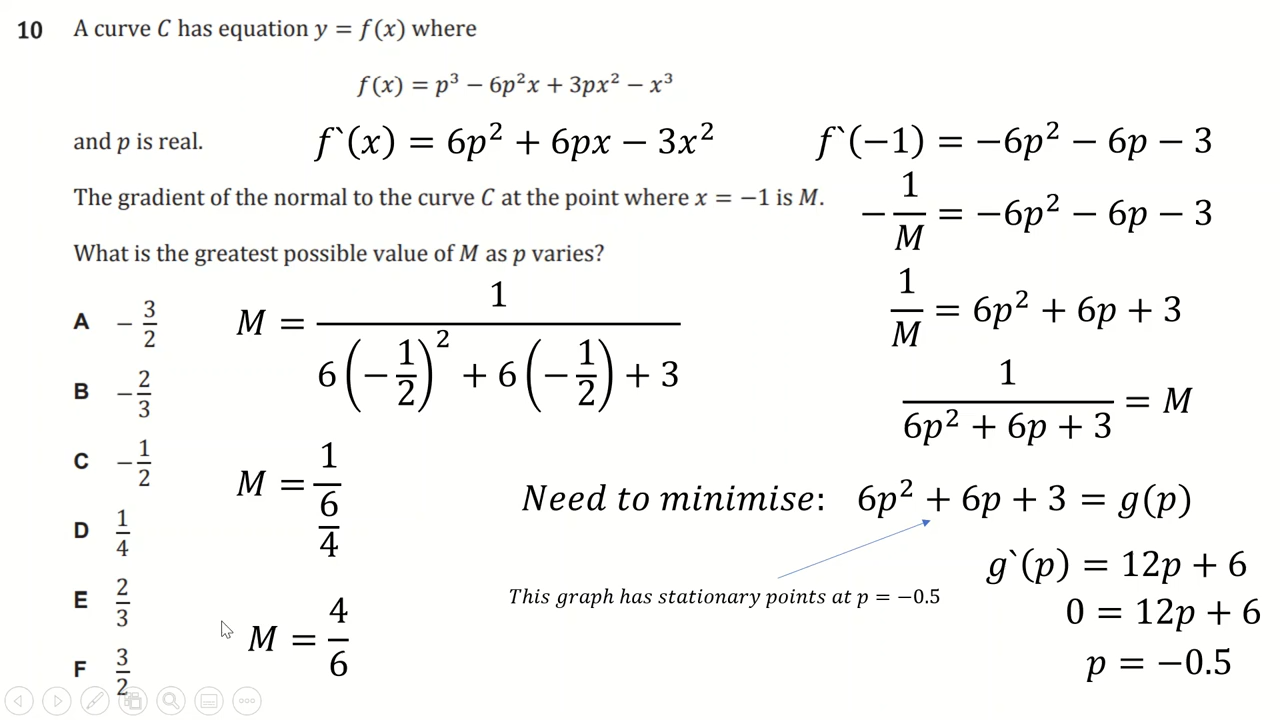 10 A curve C has equation y = f(x) where
f(x) = p³ − 6p²x + 3px² − x³
and p is real.
f`(x) = 6p² + 6px − 3x²
f`(−1) = −6p² − 6p − 3
The gradient of the normal to the curve C at the point where x = −1 is M.
−1/M = −6p² − 6p − 3
What is the greatest possible value of M as p varies?
1/M = 6p² + 6p + 3
A −3/2
B −2/3
C −1/2
D 1/4
E 2/3
F 3/2
M = 1/(6(−1/2)² + 6(−1/2) + 3)
1/(6p² + 6p + 3) = M
M = 1/(6/4)
Need to minimise: 6p² + 6p + 3 = g(p)
This graph has stationary points at p = −0.5
g`(p) = 12p + 6
0 = 12p + 6
M = 4/6
p = −0.5